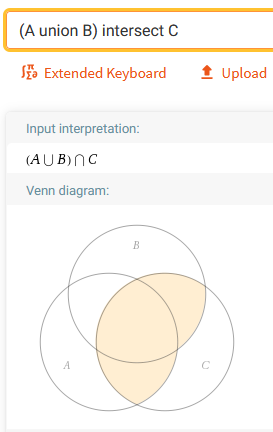 (A union B) intersect C
Extended Keyboard
Upload
Input interpretation:
(A ⋃ B) ⋂ C
Venn diagram:
B
A
C